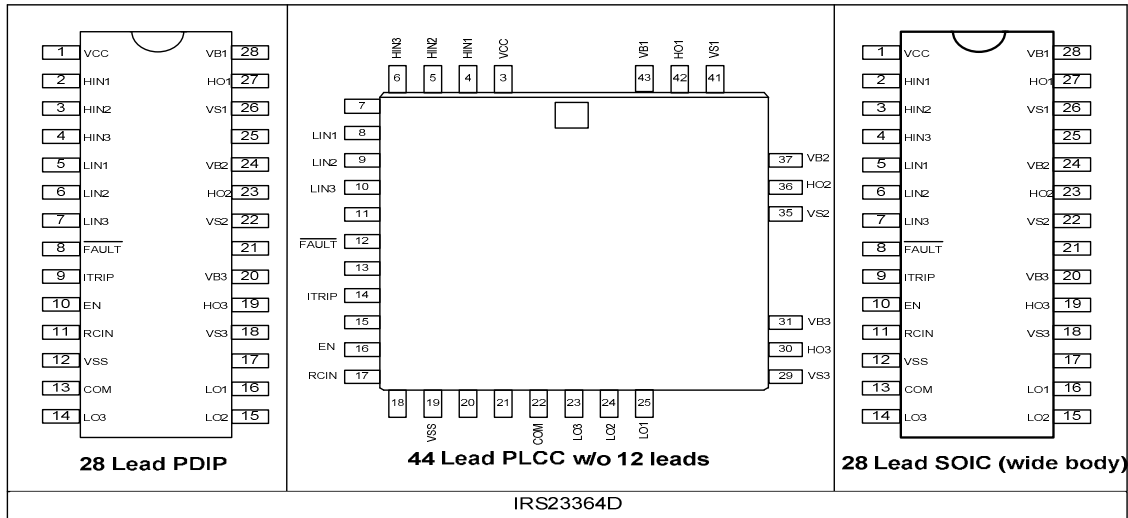 1 VCC VB1 28
2 HIN1 HO1 27
3 HIN2 VS1 26
4 HIN3 25
5 LIN1 VB2 24
6 LIN2 HO2 23
7 LIN3 VS2 22
8 FAULT 21
9 ITRIP VB3 20
10 EN HO3 19
11 RCIN VS3 18
12 VSS 17
13 COM LO1 16
14 LO3 LO2 15
28 Lead PDIP
HIN3 HIN2 HIN1 VCC VB1 HO1 VS1
6 5 4 3 43 42 41
7
LIN1 8
LIN2 9 37 VB2
LIN3 10 36 HO2
11 35 VS2
FAULT 12
13
ITRIP 14
15 31 VB3
EN 16 30 HO3
RCIN 17 29 VS3
18 19 20 21 22 23 24 25
VSS COM LO3 LO2 LO1
44 Lead PLCC w/o 12 leads
1 VCC VB1 28
2 HIN1 HO1 27
3 HIN2 VS1 26
4 HIN3 25
5 LIN1 VB2 24
6 LIN2 HO2 23
7 LIN3 VS2 22
8 FAULT 21
9 ITRIP VB3 20
10 EN HO3 19
11 RCIN VS3 18
12 VSS 17
13 COM LO1 16
14 LO3 LO2 15
28 Lead SOIC (wide body)
IRS23364D